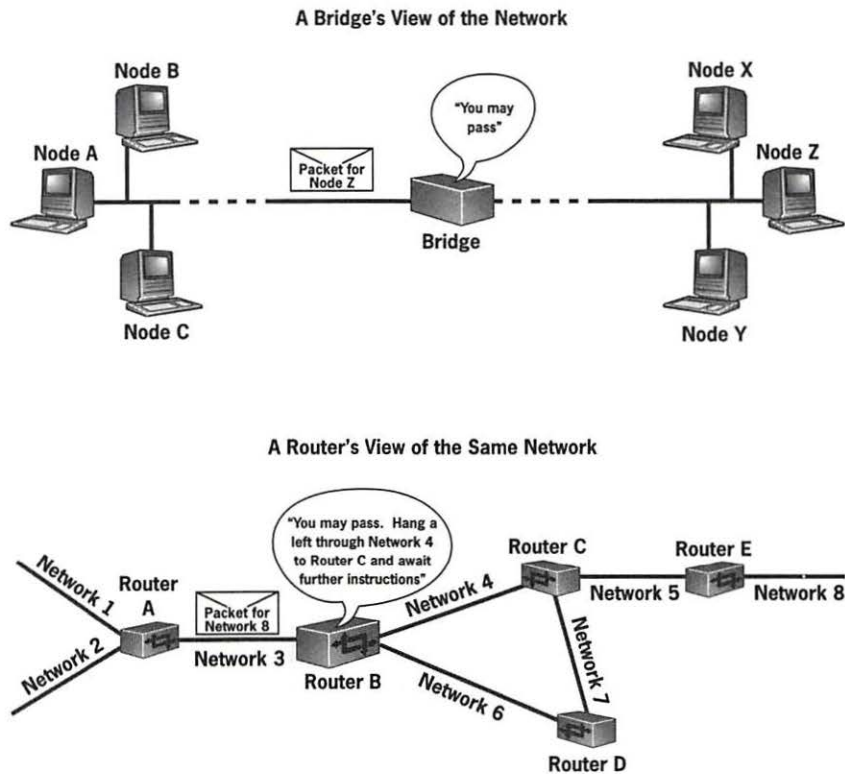 A Bridge's View of the Network
Node B
Node X
"You may
pass"
Node A
Node Z
Packet for
Node Z
Bridge
Node C
Node Y
A Router's View of the Same Network
"You may pass. Hang a
left through Network 4
to Router C and await
further instructions"
Router C
Router E
Router
A
Network 1
Packet for
Network 8
Network 4
Network 5
Network 8
Network 2
Network 3
Router B
Network 6
Network 7
Router D